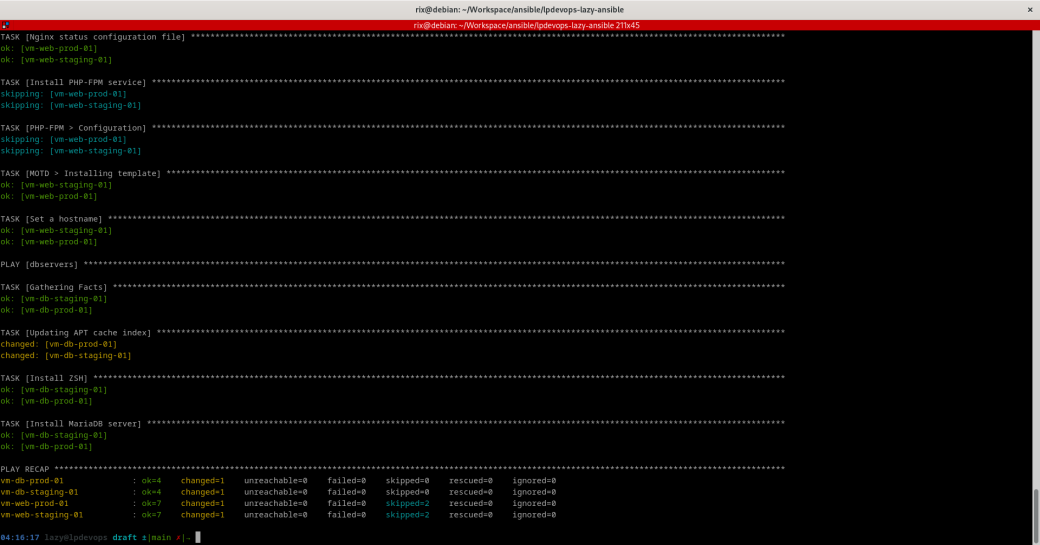 rix@debian: ~/Workspace/ansible/lpdevops-lazy-ansible
rix@debian: ~/Workspace/ansible/lpdevops-lazy-ansible 211x45
TASK [Nginx status configuration file] ***************************************************************************************************************************
ok: [vm-web-prod-01]
ok: [vm-web-staging-01]
TASK [Install PHP-FPM service] ***********************************************************************************************************************************
skipping: [vm-web-prod-01]
skipping: [vm-web-staging-01]
TASK [PHP-FPM > Configuration] ***********************************************************************************************************************************
skipping: [vm-web-prod-01]
skipping: [vm-web-staging-01]
TASK [MOTD > Installing template] ********************************************************************************************************************************
ok: [vm-web-staging-01]
ok: [vm-web-prod-01]
TASK [Set a hostname] ********************************************************************************************************************************************
ok: [vm-web-staging-01]
ok: [vm-web-prod-01]
PLAY [dbservers] *************************************************************************************************************************************************
TASK [Gathering Facts] *******************************************************************************************************************************************
ok: [vm-db-staging-01]
ok: [vm-db-prod-01]
TASK [Updating APT cache index] **********************************************************************************************************************************
changed: [vm-db-prod-01]
changed: [vm-db-staging-01]
TASK [Install ZSH] ***********************************************************************************************************************************************
ok: [vm-db-staging-01]
ok: [vm-db-prod-01]
TASK [Install MariaDB server] ************************************************************************************************************************************
ok: [vm-db-staging-01]
ok: [vm-db-prod-01]
PLAY RECAP *******************************************************************************************************************************************************
vm-db-prod-01 : ok=4 changed=1 unreachable=0 failed=0 skipped=0 rescued=0 ignored=0
vm-db-staging-01 : ok=4 changed=1 unreachable=0 failed=0 skipped=0 rescued=0 ignored=0
vm-web-prod-01 : ok=7 changed=1 unreachable=0 failed=0 skipped=2 rescued=0 ignored=0
vm-web-staging-01 : ok=7 changed=1 unreachable=0 failed=0 skipped=2 rescued=0 ignored=0
04:16:17 lazy@lpdevops draft ±|main ✗|→